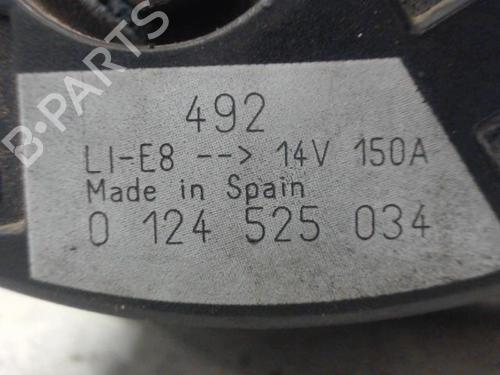 492
LI-E8 --> 14V 150A
Made in Spain
0 124 525 034
B-PARTS